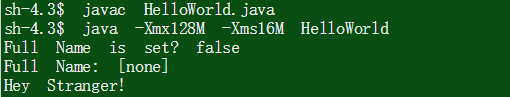 sh-4.3$ javac HelloWorld.java
sh-4.3$ java -Xmx128M -Xms16M HelloWorld
Full Name is set? false
Full Name: [none]
Hey Stranger!